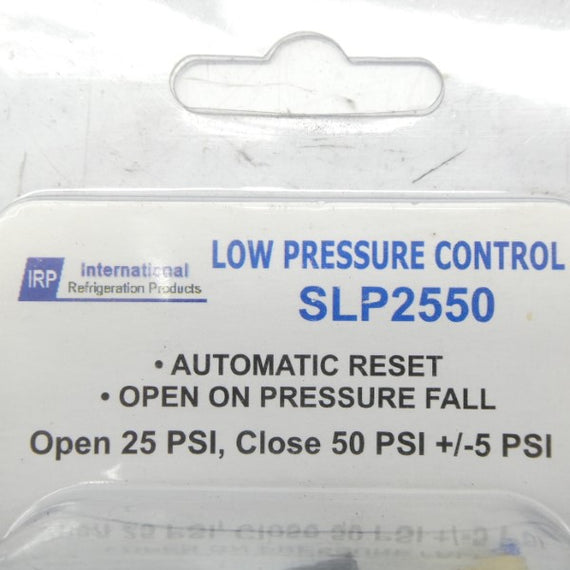 IRP
International
Refrigeration Products
LOW PRESSURE CONTROL
SLP2550
• AUTOMATIC RESET
• OPEN ON PRESSURE FALL
Open 25 PSI, Close 50 PSI +/-5 PSI